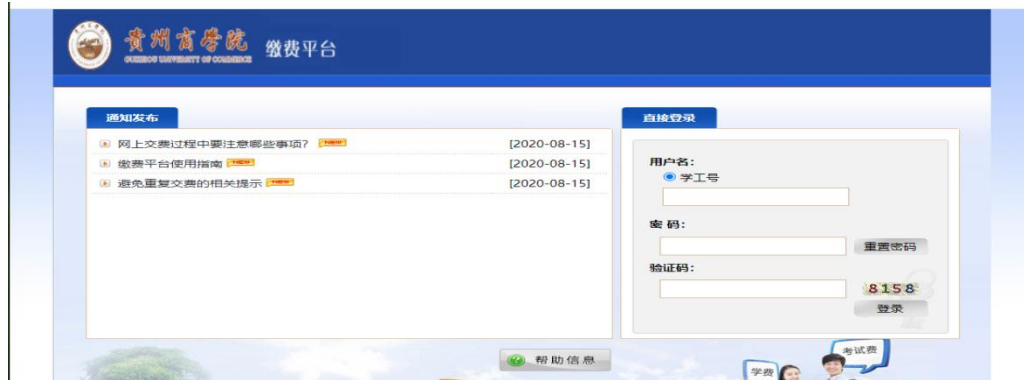 贵州商学院 缴费平台
GUIZHOU UNIVERSITY OF COMMERCE
通知发布
网上交费过程中要注意哪些事项? NEW [2020-08-15]
缴费平台使用指南 NEW [2020-08-15]
避免重复交费的相关提示 NEW [2020-08-15]
直接登录
用户名:
学工号
密 码:
重置密码
验证码:
8158
登录
帮助信息
学费
考试费